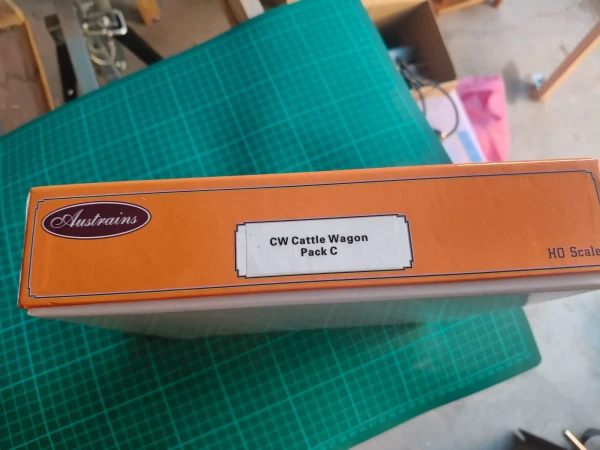 Austrains
CW Cattle Wagon
Pack C
HO Scale